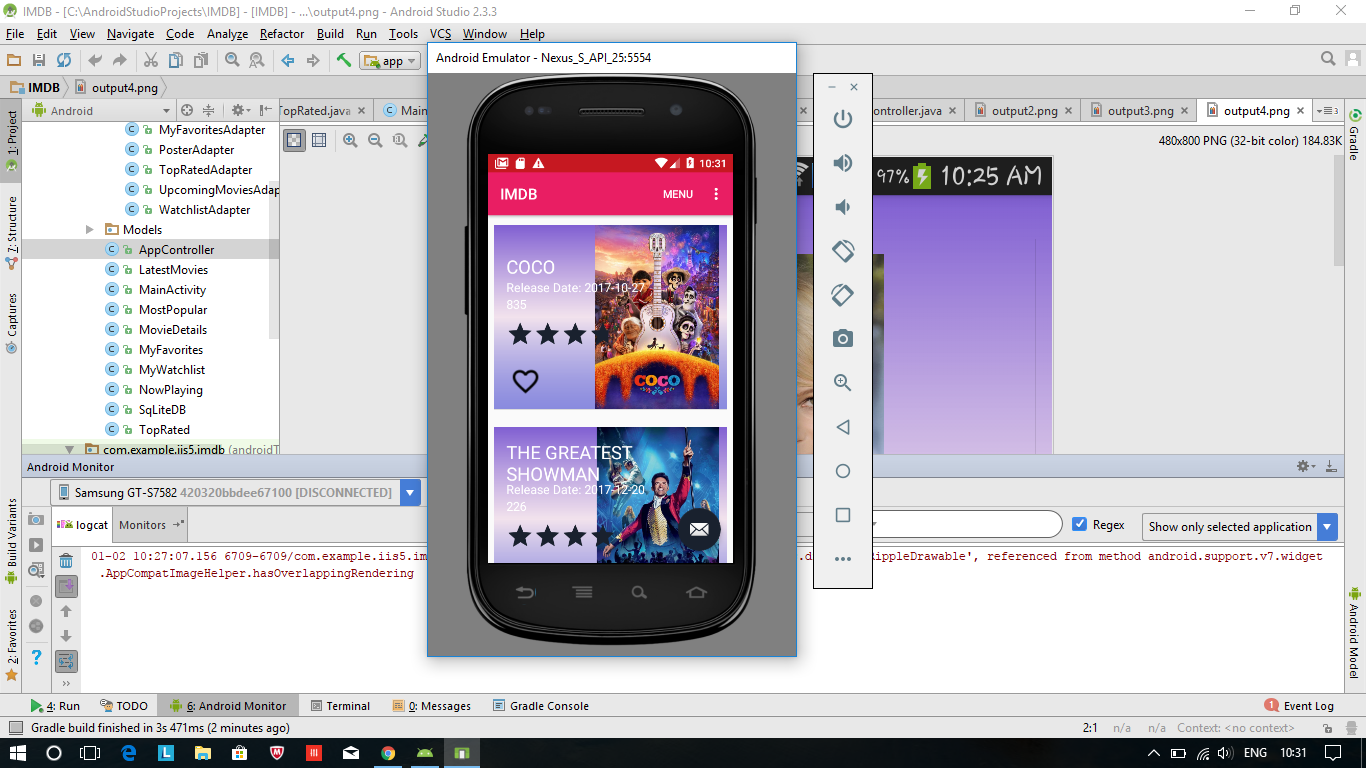 IMDB - [C:\AndroidStudioProjects\IMDB] - [IMDB] - ...\output4.png - Android Studio 2.3.3
File Edit View Navigate Code Analyze Refactor Build Run Tools VCS Window Help
app
IMDB output4.png
Android
TopRated.java Main ontroller.java output2.png output3.png output4.png
480x800 PNG (32-bit color) 184.83K
1: Project
7: Structure
Captures
Build Variants
2: Favorites
MyFavoritesAdapter
PosterAdapter
TopRatedAdapter
UpcomingMoviesAdap
WatchlistAdapter
Models
AppController
LatestMovies
MainActivity
MostPopular
MovieDetails
MyFavorites
MyWatchlist
NowPlaying
SqLiteDB
TopRated
com.example.iis5.imdb (androidT
Android Emulator - Nexus_S_API_25:5554
10:31
IMDB MENU
COCO
Release Date: 2017-10-27
835
COCO
THE GREATEST
SHOWMAN
Release Date: 2017-12-20
226
97% 10:25 AM
Gradle
Android Model
Android Monitor
Samsung GT-S7582 420320bbdee67100 [DISCONNECTED]
logcat Monitors
Regex Show only selected application
01-02 10:27:07.156 6709-6709/com.example.iis5.im .d RippleDrawable', referenced from method android.support.v7.widget
.AppCompatImageHelper.hasOverlappingRendering
4: Run TODO 6: Android Monitor Terminal 0: Messages Gradle Console 1 Event Log
Gradle build finished in 3s 471ms (2 minutes ago) 2:1 n/a n/a Context: <no context>
L ENG 10:31